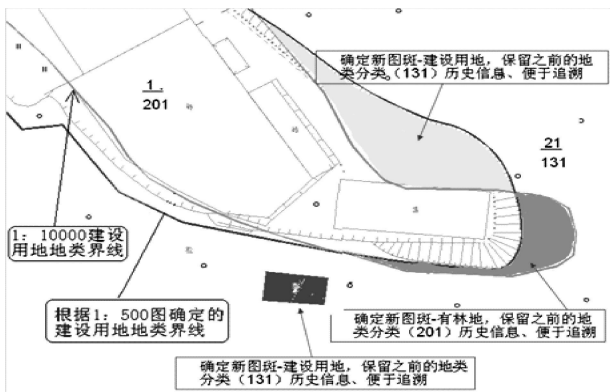 确定新图斑-建设用地，保留之前的地
类分类（131）历史信息、便于追溯
1.
201
21
131
1：10000建设
用地地类界线
根据1：500图确定的
建设用地地类界线
确定新图斑-有林地，保留之前的地
类分类（201）历史信息、便于追溯
确定新图斑-建设用地，保留之前的地类
分类（131）历史信息、便于追溯